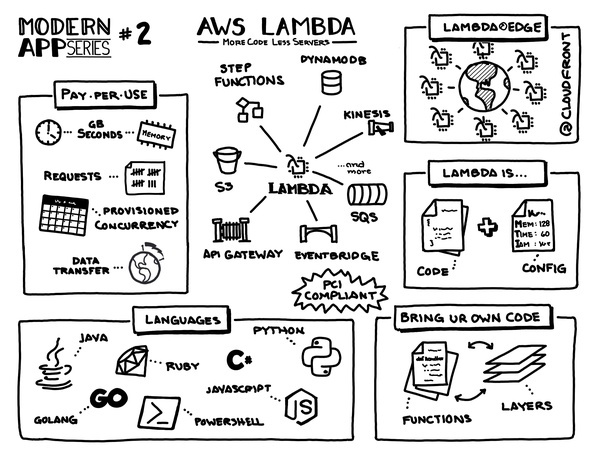 MODERN
APP SERIES #2
AWS LAMBDA
MORE CODE LESS SERVERS
PAY-PER-USE
GB
SECONDS
MEMORY
REQUESTS
PROVISIONED
CONCURRENCY
DATA
TRANSFER
STEP
FUNCTIONS
DYNAMODB
KINESIS
S3
LAMBDA
...and
more
SQS
API GATEWAY
EVENTBRIDGE
PCI
COMPLIANT
LAMBDA@EDGE
@CLOUDFRONT
LAMBDA IS...
CODE
MEM: 128
TIME: 60
IAM:
CONFIG
LANGUAGES
JAVA
RUBY
C#
PYTHON
GOLANG
GO
POWERSHELL
JAVASCRIPT
JS
BRING UR OWN CODE
def handler
FUNCTIONS
LAYERS